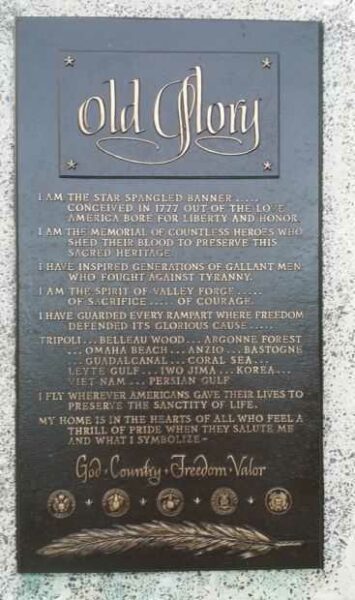 old Glory
I AM THE STAR SPANGLED BANNER .....
CONCEIVED IN 1777 OUT OF THE LOVE
AMERICA BORE FOR LIBERTY AND HONOR
I AM THE MEMORIAL OF COUNTLESS HEROES WHO
SHED THEIR BLOOD TO PRESERVE THIS
SACRED HERITAGE
I HAVE INSPIRED GENERATIONS OF GALLANT MEN
WHO FOUGHT AGAINST TYRANNY.
I AM THE SPIRIT OF VALLEY FORGE .....
OF SACRIFICE ..... OF COURAGE.
I HAVE GUARDED EVERY RAMPART WHERE FREEDOM
DEFENDED ITS GLORIOUS CAUSE .....
TRIPOLI ... BELLEAU WOOD ... ARGONNE FOREST
... OMAHA BEACH ... ANZIO ... BASTOGNE
... GUADALCANAL ... CORAL SEA ...
LEYTE GULF ... IWO JIMA ... KOREA ...
VIET NAM ... PERSIAN GULF
I FLY WHEREVER AMERICANS GAVE THEIR LIVES TO
PRESERVE THE SANCTITY OF LIFE.
MY HOME IS IN THE HEARTS OF ALL WHO FEEL A
THRILL OF PRIDE WHEN THEY SALUTE ME
AND WHAT I SYMBOLIZE ~
God · Country · Freedom · Valor